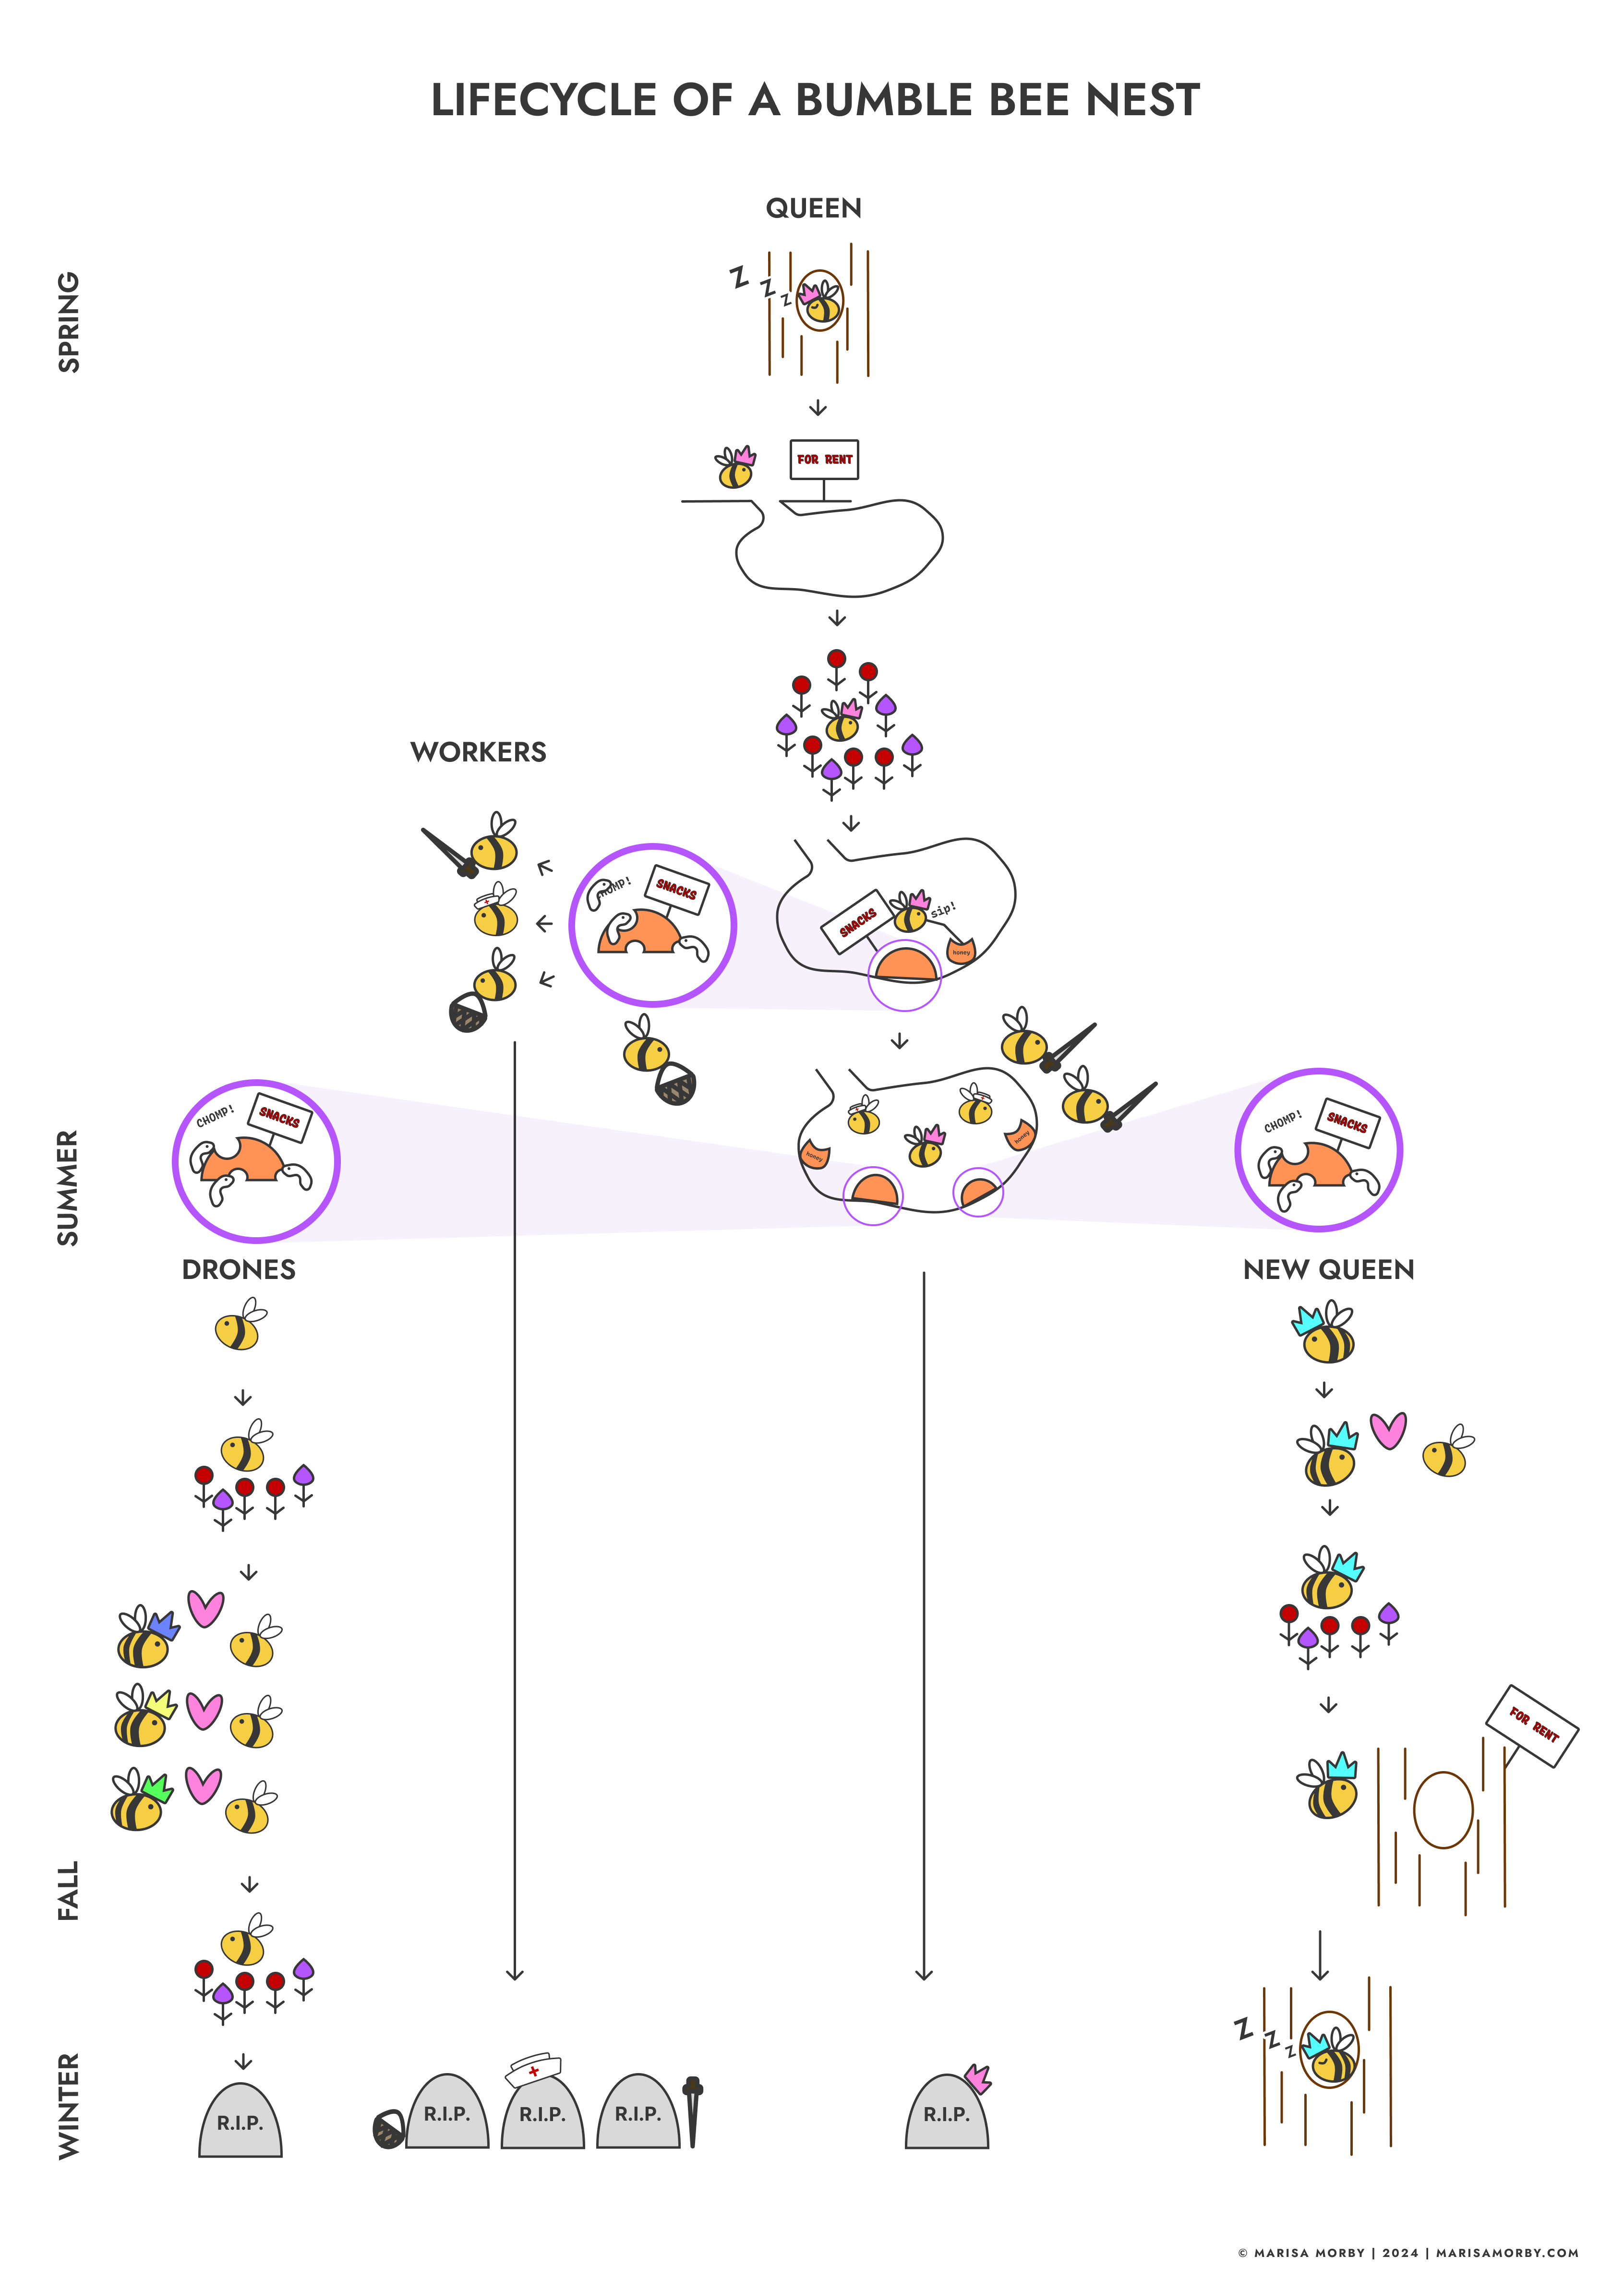 LIFECYCLE OF A BUMBLE BEE NEST
QUEEN
SPRING
Z
Z
Z
FOR RENT
WORKERS
CHOMP!
SNACKS
SNACKS
sip!
honey
SUMMER
CHOMP!
SNACKS
honey
honey
CHOMP!
SNACKS
DRONES
NEW QUEEN
FOR RENT
FALL
Z
Z
Z
WINTER
R.I.P.
R.I.P.
R.I.P.
R.I.P.
R.I.P.
© MARISA MORBY | 2024 | MARISAMORBY.COM